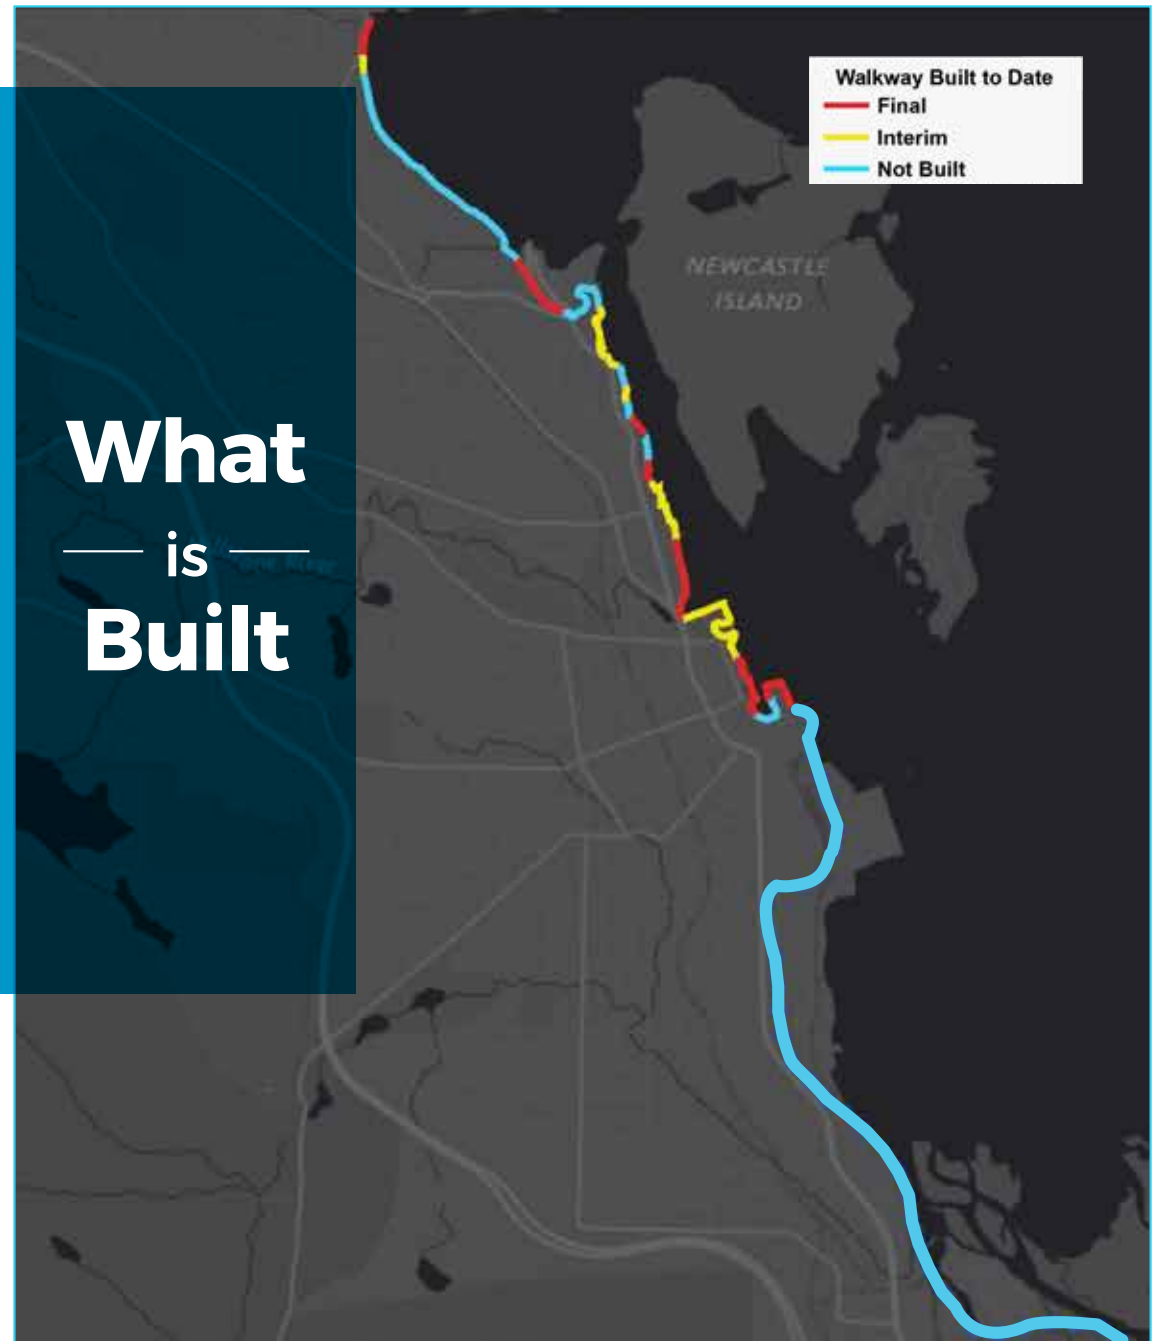 What
is
Built
Walkway Built to Date
Final
Interim
Not Built
NEWCASTLE
ISLAND